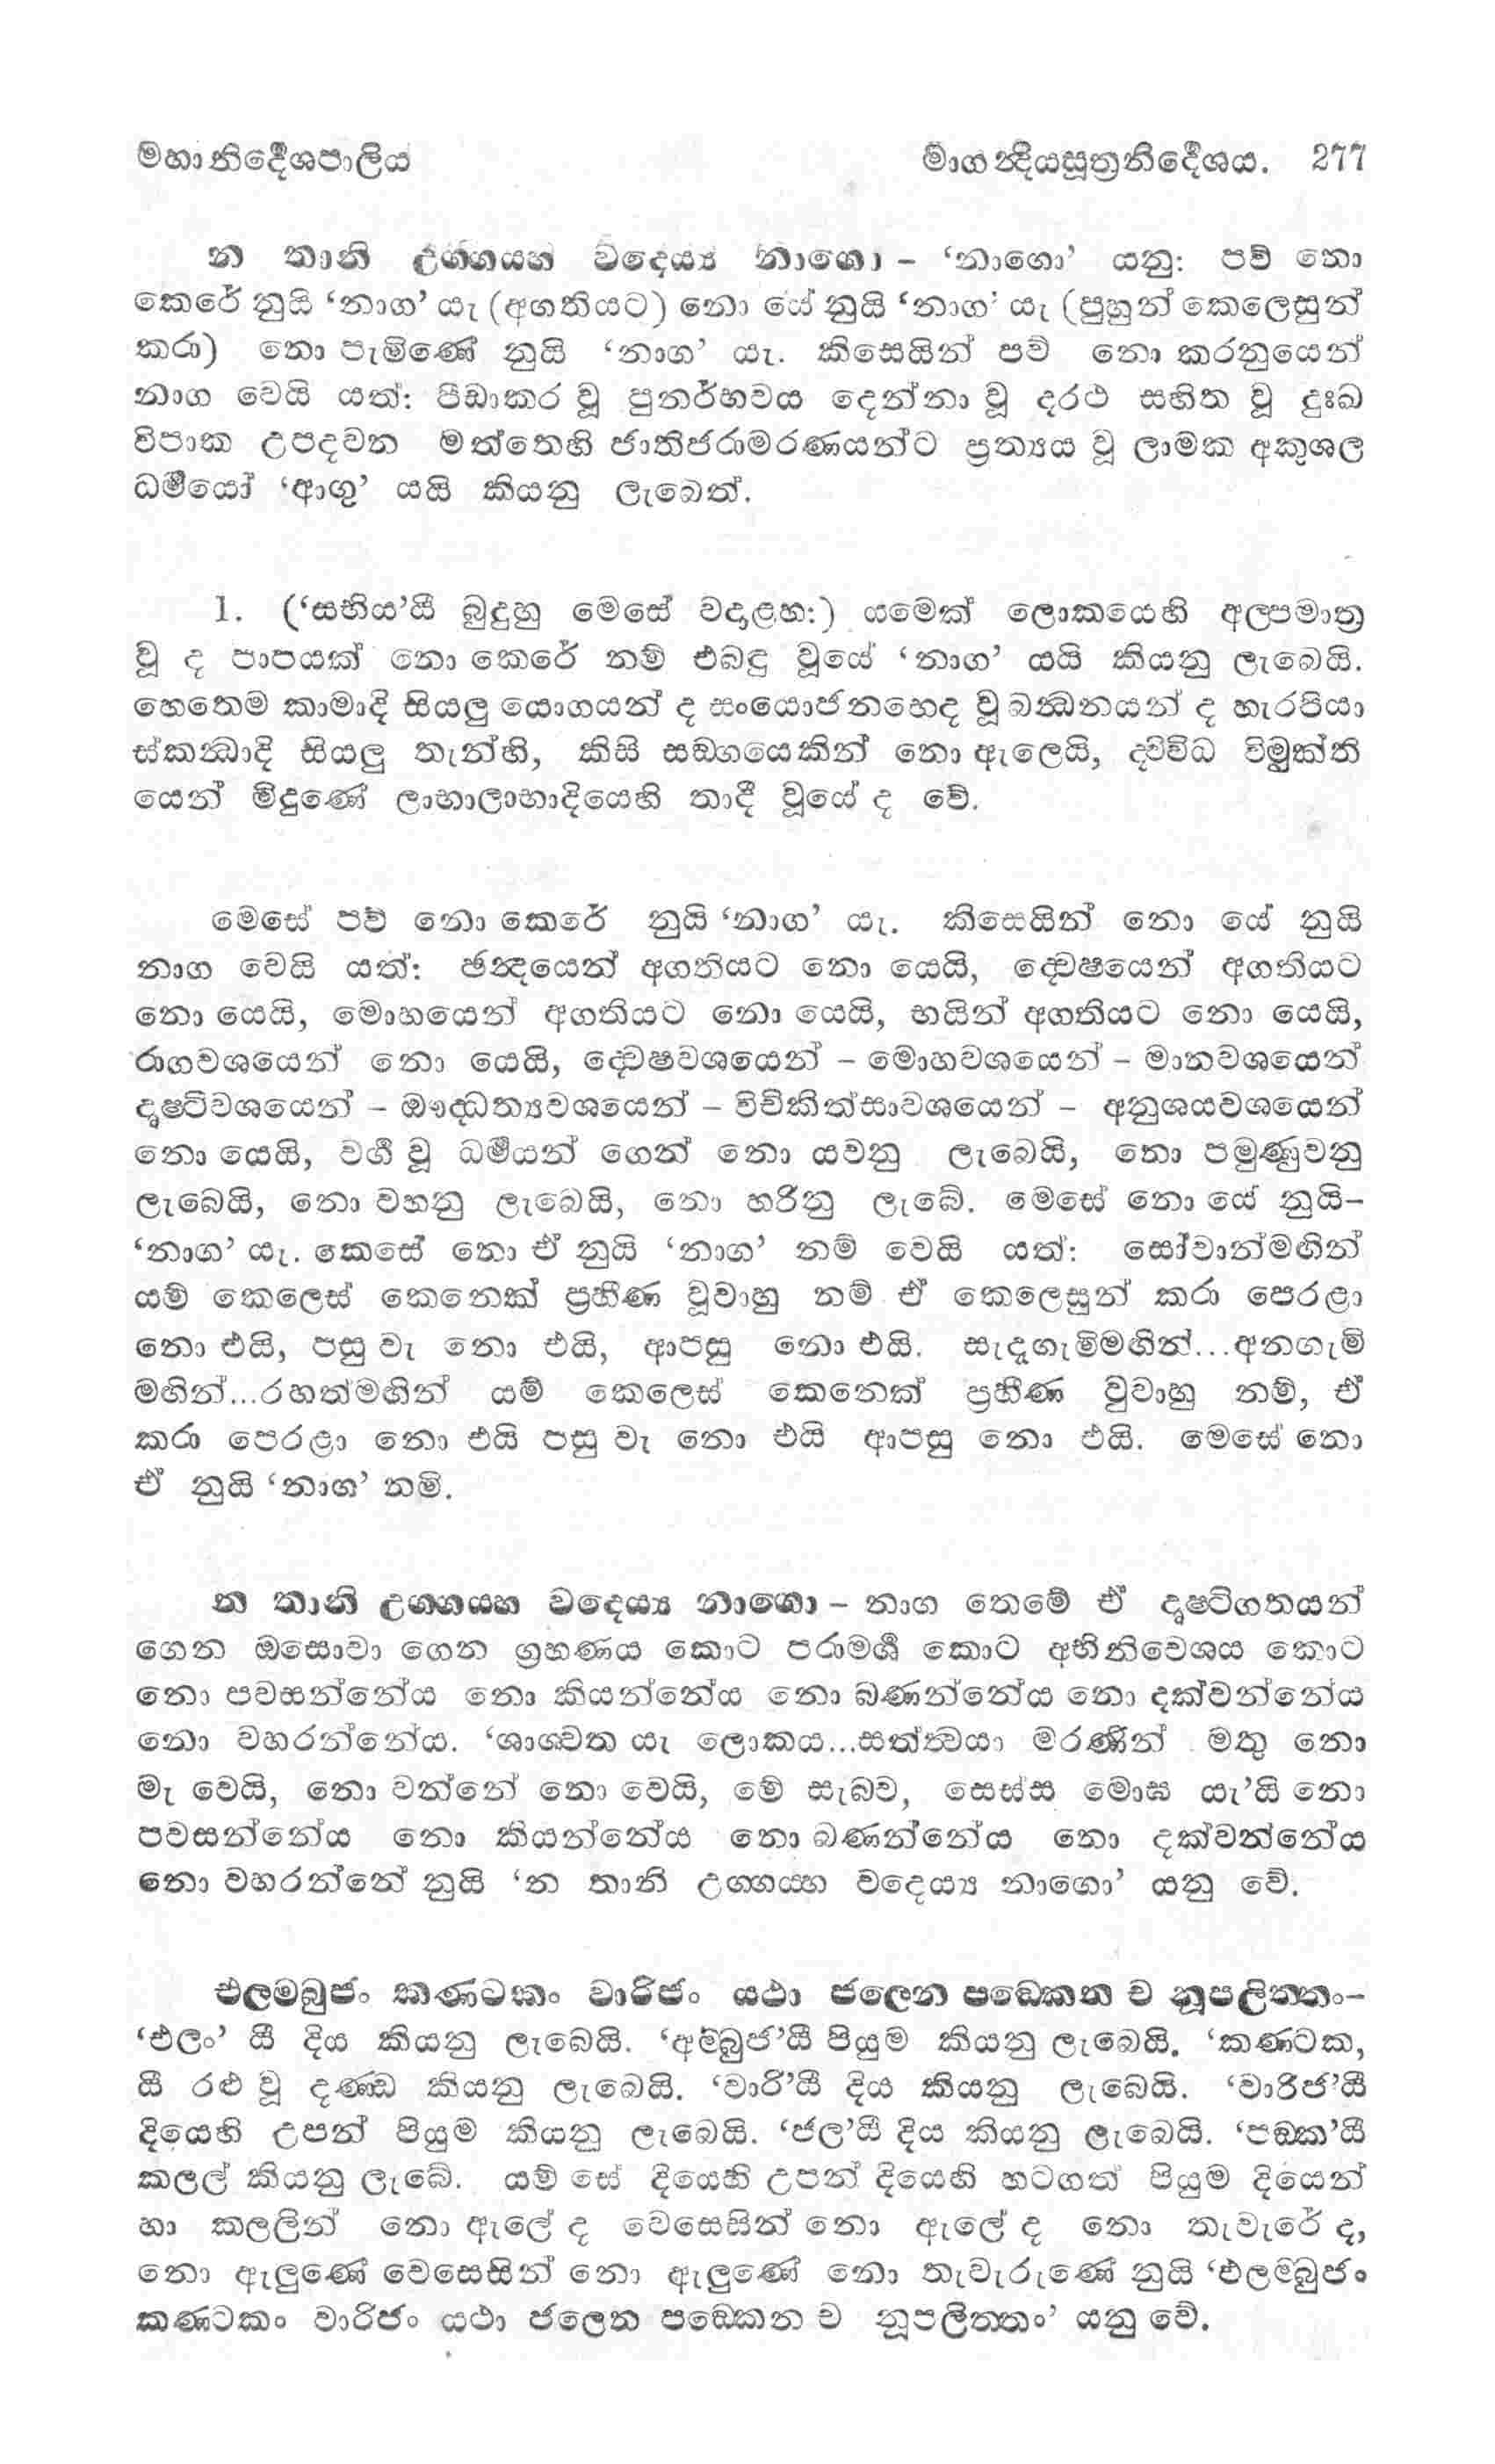 මහානිර්‍දෙශපාලිය මාගන්‍දියසූත්‍රනිර්‍දෙශය. 277
න තානි උග්ගය්හ වදෙය්‍ය නාගො – ‘නාගො’ යනු: පව් නො
කෙරේ නුයි ‘නාග’ යැ (අගතියට) නො යේ නුයි ‘නාග’ යැ (පුහුන් කෙලෙසුන්
කරා) නො පැමිණේ නුයි ‘නාග’ යැ. කිසෙයින් පව් නො කරනුයෙන්
නාග වෙයි යත්: පීඩාකර වූ පුනර්භවය දෙන්නා වූ දරථ සහිත වූ දුඃඛ
විපාක උපදවන මත්තෙහි ජාතිජරාමරණයන්ට ප්‍රත්‍යය වූ ලාමක අකුශල
ධර්‍මයෝ ‘ආගු’ යයි කියනු ලැබෙත්.
1. (‘සභිය’යී බුදුහු මෙසේ වදළහ:) යමෙක් ලොකයෙහි අල්පමාත්‍ර
වූ ද පාපයක් නො කෙරේ නම් එබඳු වූයේ ‘නාග’ යයි කියනු ලැබෙයි.
හෙතෙම කාමාදි සියලු යොගයන් ද සංයොජනභෙද වූ බන්‍ධනයන් ද හැරපියා
ස්කන්‍ධාදි සියලු තැන්හි, කිසි සඞ්ගයෙකින් නො ඇලෙයි, ද්විවිධ විමුක්ති
යෙන් මිදුණේ ලාභාලාභාදියෙහි තාදී වූයේ ද වේ.
මෙසේ පව් නො කෙරේ නුයි ‘නාග’ යැ. කිසෙයින් නො යේ නුයි
නාග වෙයි යත්: ඡන්‍දයෙන් අගතියට නො යෙයි, ද්වෙෂයෙන් අගතියට
නො යෙයි, මොහයෙන් අගතියට නො යෙයි, භයින් අගතියට නො යෙයි,
රාගවශයෙන් නො යෙයි, ද්වෙෂවශයෙන් – මොහවශයෙන් – මානවශයෙන්
දෘෂ්ටිවශයෙන් – ඖද්ධත්‍යවශයෙන් – විචිකිත්සාවශයෙන් – අනුශයවශයෙන්
නො යෙයි, වර්‍ග වූ ධර්‍මයන් ගෙන් නො යවනු ලැබෙයි, නො පමුණුවනු
ලැබෙයි, නො වහනු ලැබෙයි, නො හරිනු ලැබේ. මෙසේ නො යේ නුයි–
‘නාග’ යැ. කෙසේ නො ඒ නුයි ‘නාග’ නම් වෙයි යත්: සෝවාන්මඟින්
යම් කෙලෙස් කෙනෙක් ප්‍රහීණ වූවාහු නම් ඒ කෙලෙසුන් කරා පෙරළා
නො එයි, පසු වැ නො එයි, ආපසු නො එයි. සැදෑගැමිමඟින්...අනගැමි
මඟින්...රහත්මඟින් යම් කෙලෙස් කෙනෙක් ප්‍රහීණ වූවාහු නම්, ඒ
කරා පෙරළා නො එයි පසු වැ නො එයි ආපසු නො එයි. මෙසේ නො
ඒ නුයි ‘නාග’ නමි.
න තානි උග්ගය්හ වදෙය්‍ය නාගො – නාග තෙමේ ඒ දෘෂ්ටිගතයන්
ගෙන ඔසොවා ගෙන ග්‍රහණය කොට පරාමර්‍ශ කොට අභිනිවෙශය කොට
නො පවසන්නේය නො කියන්නේය නො බණන්නේය නො දක්වන්නේය
නො වහරන්නේය. ‘ශාශ්වත යැ ලොකය...සත්ත්වයා මරණින් මතු නො
මැ වෙයි, නො වන්නේ නො වෙයි, මේ සැබව, සෙස්ස මොඝ යැ’යි නො
පවසන්නේය නො කියන්නේය නො බණන්නේය නො දක්වන්නේය
නො වහරන්නේ නුයි ‘න තානි උග්ගය්හ වදෙය්‍ය නාගො’ යනු වේ.
එලම්බුජං කණ්ටකං වාරිජං යථා ජලෙන පඞ්කෙන ච නූපලිත්තං–
‘එලං’ යී දිය කියනු ලැබෙයි. ‘අම්බුජ’යී පියුම කියනු ලැබෙයි. ‘කණ්ටක,
යී රළු වූ දණ්ඩ කියනු ලැබෙයි. ‘වාරි’යී දිය කියනු ලැබෙයි. ‘වාරිජ’යී
දියෙහි උපන් පියුම කියනු ලැබෙයි. ‘ජල’යී දිය කියනු ලැබෙයි. ‘පඞ්ක’යී
කලල් කියනු ලැබේ. යම් සේ දියෙහි උපන් දියෙහි හටගත් පියුම දියෙන්
හා කලලින් නො ඇලේ ද වෙසෙසින් නො ඇලේ ද නො තැවැරේ ද,
නො ඇලුණේ වෙසෙසින් නො ඇලුණේ නො තැවැරුණේ නුයි ‘එලම්බුජං
කණ්ටකං වාරිජං යථා ජලෙන පඞ්කෙන ච නූපලිත්තං’ යනු වේ.